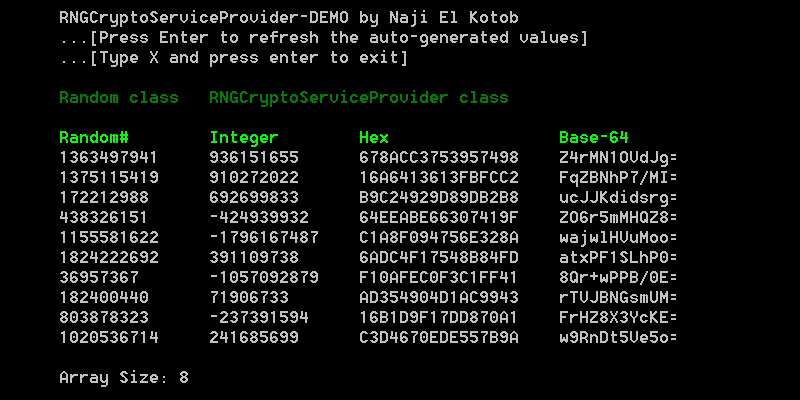 RNGCryptoServiceProvider-DEMO by Naji El Kotob
...[Press Enter to refresh the auto-generated values]
...[Type X and press enter to exit]
Random class   RNGCryptoServiceProvider class
Random#        Integer        Hex                 Base-64
1363497941     936151655      678ACC3753957498    Z4rMN1OVdJg=
1375115419     910272022      16A6413613FBFCC2    FqZBNhP7/MI=
172212988      692699833      B9C24929D89DB2B8    ucJJKdidsrg=
438326151      -424939932     64EEABE66307419F    ZO6r5mMHQZ8=
1155581622     -1796167487    C1A8F094756E328A    wajwlHVuMoo=
1824222692     391109738      6ADC4F17548B84FD    atxPF1SLhP0=
36957367       -1057092879    F10AFEC0F3C1FF41    8Qr+wPPB/0E=
182400440      71906733       AD354904D1AC9943    rTVJBNGsmUM=
803878323      -237391594     16B1D9F17DD870A1    FrHZ8X3YcKE=
1020536714     241685699      C3D4670EDE557B9A    w9RnDt5Ve5o=
Array Size: 8